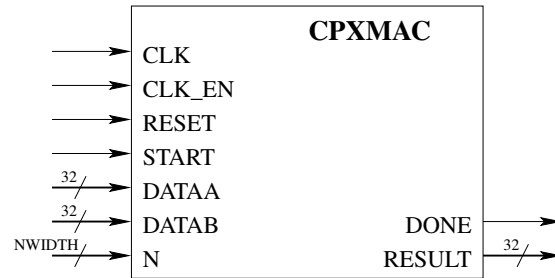 CPXMAC
CLK
CLK_EN
RESET
START
32 DATAA
32 DATAB DONE
NWIDTH N RESULT 32